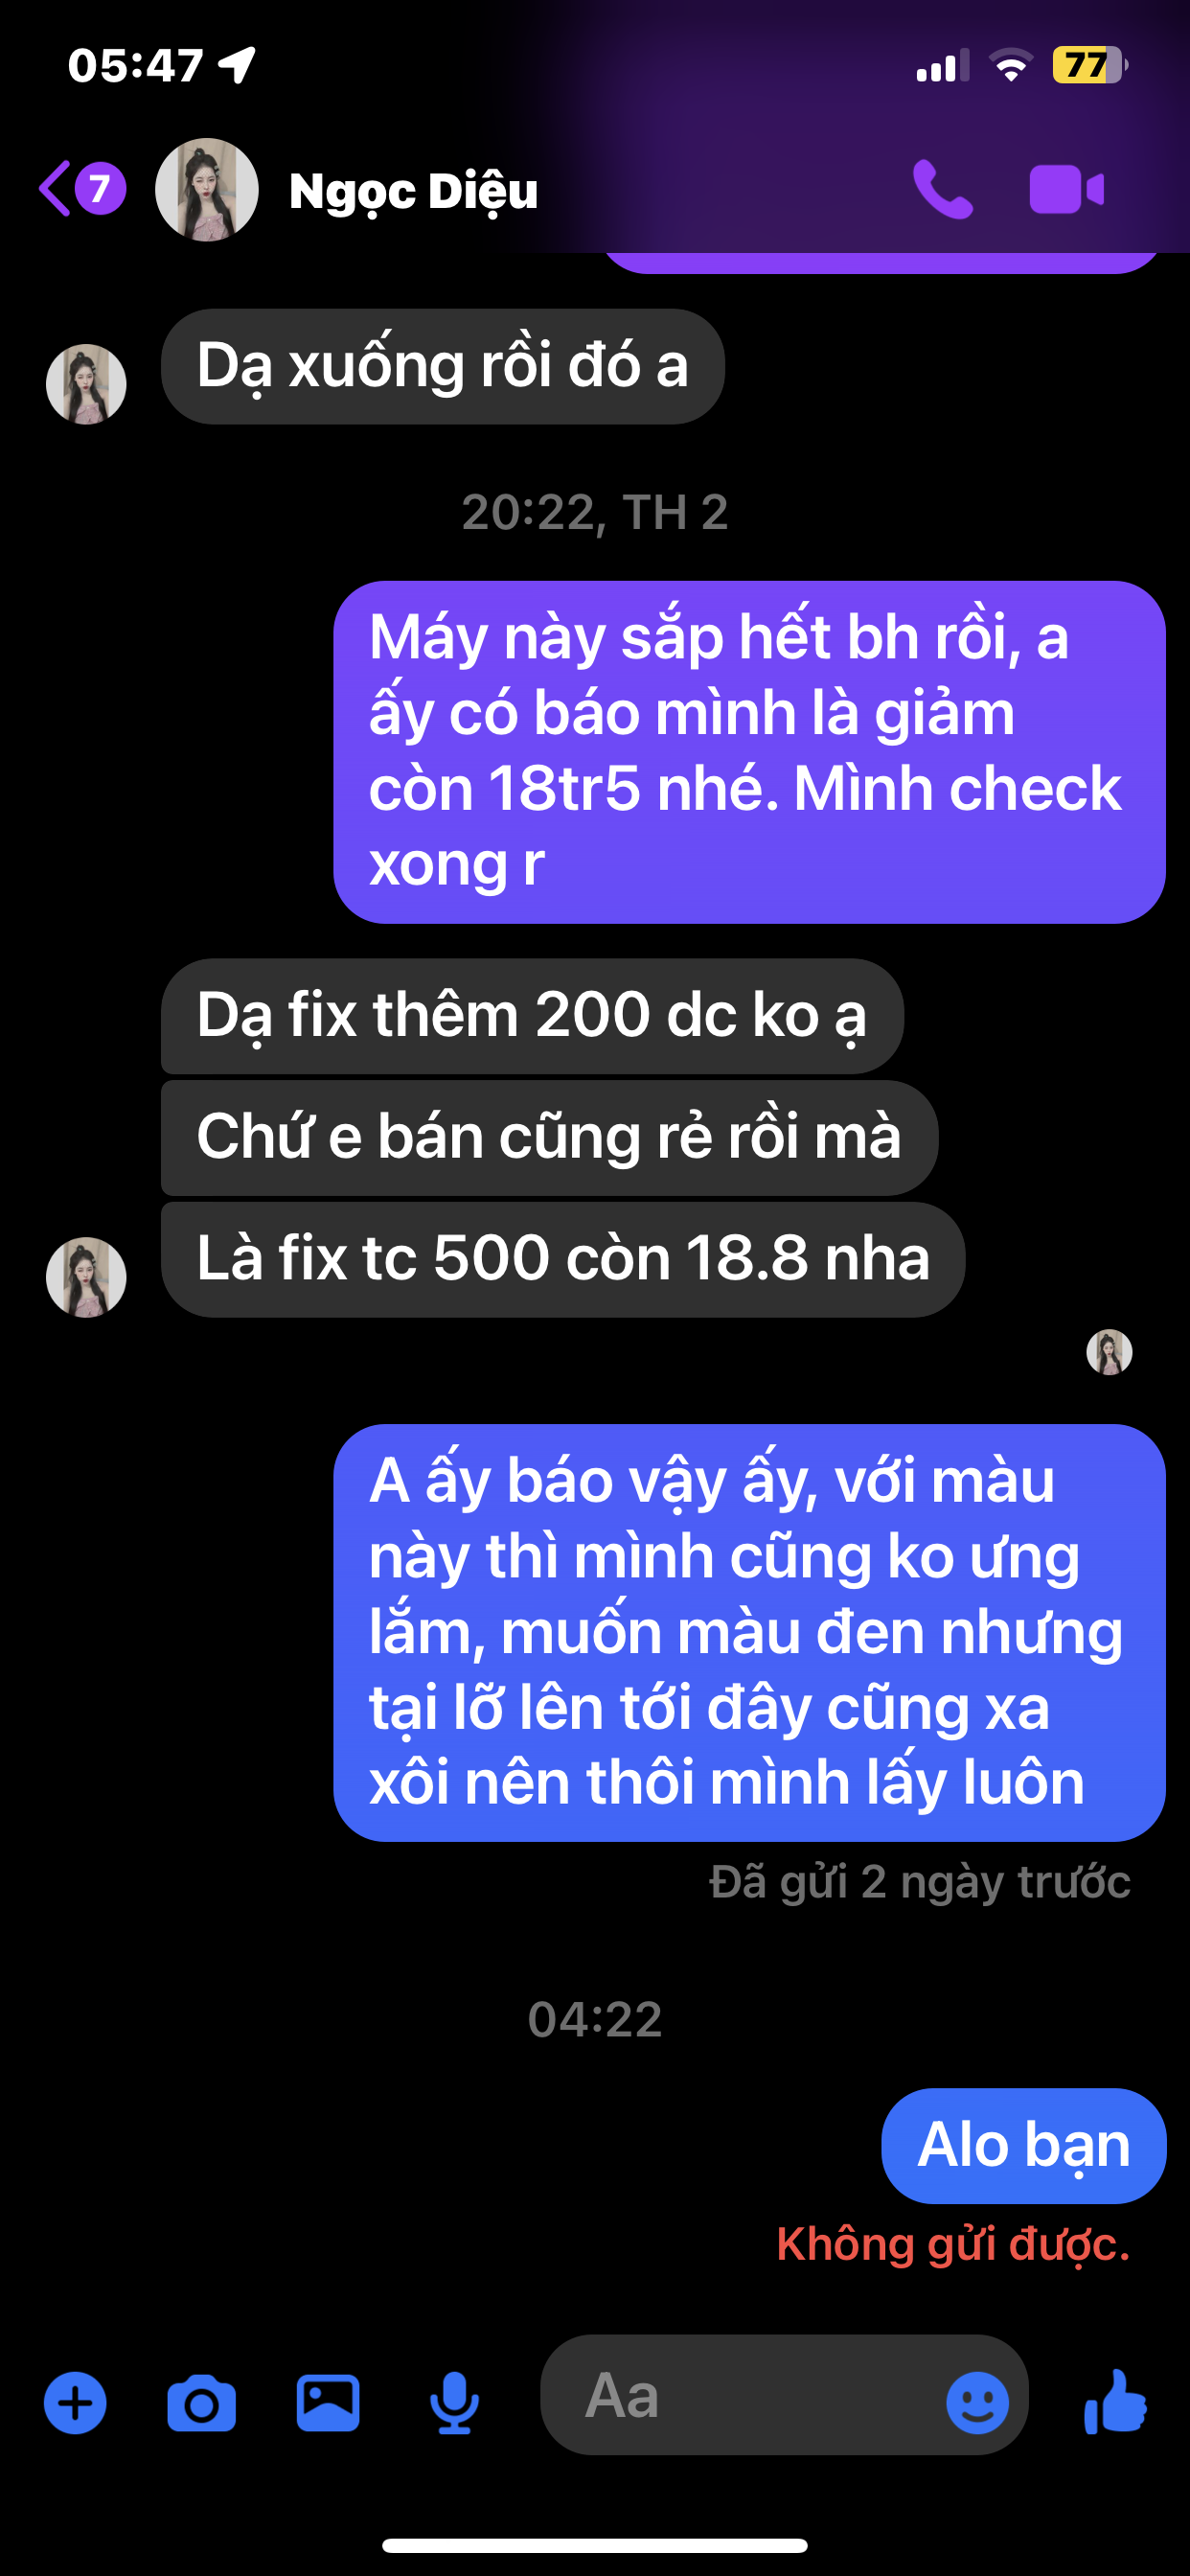 05:47
77
7
Ngọc Diệu
Dạ xuống rồi đó a
20:22, TH 2
Máy này sắp hết bh rồi, a
ấy có báo mình là giảm
còn 18tr5 nhé. Mình check
xong r
Dạ fix thêm 200 dc ko ạ
Chứ e bán cũng rẻ rồi mà
Là fix tc 500 còn 18.8 nha
A ấy báo vậy ấy, với màu
này thì mình cũng ko ưng
lắm, muốn màu đen nhưng
tại lỡ lên tới đây cũng xa
xôi nên thôi mình lấy luôn
Đã gửi 2 ngày trước
04:22
Alo bạn
Không gửi được.
Aa